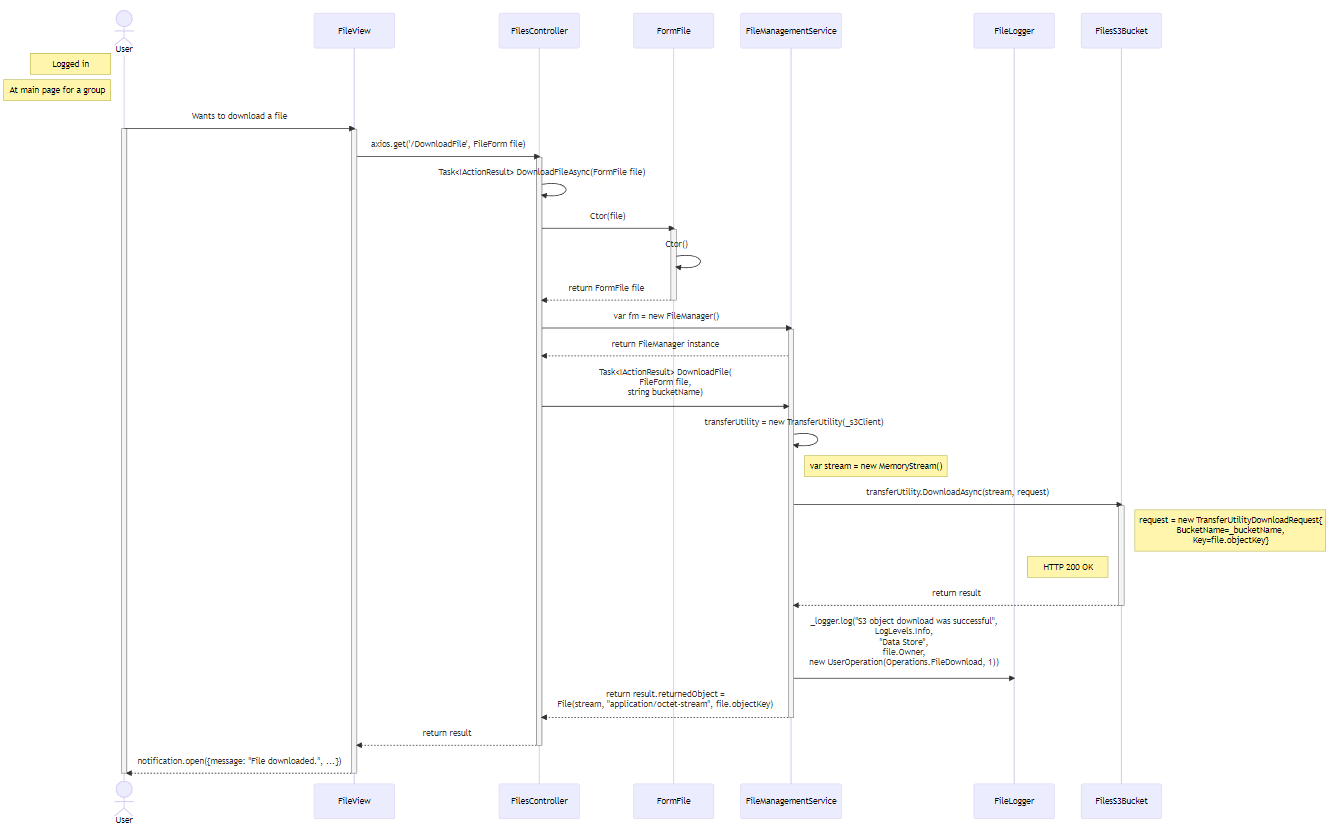 User
FileView
FilesController
FormFile
FileManagementService
FileLogger
FilesS3Bucket
Logged in
At main page for a group
Wants to download a file
axios.get('/DownloadFile', FileForm file)
Task<IActionResult> DownloadFileAsync(FormFile file)
Ctor(file)
Ctor()
return FormFile file
var fm = new FileManager()
return FileManager instance
Task<IActionResult> DownloadFile(
FileForm file,
string bucketName)
transferUtility = new TransferUtility(_s3Client)
var stream = new MemoryStream()
transferUtility.DownloadAsync(stream, request)
request = new TransferUtilityDownloadRequest{
BucketName=_bucketName,
Key=file.objectKey}
HTTP 200 OK
return result
_logger.log("S3 object download was successful",
LogLevels.Info,
"Data Store",
file.Owner,
new UserOperation(Operations.FileDownload, 1))
return result.returnedObject =
File(stream, "application/octet-stream", file.objectKey)
return result
notification.open({message: "File downloaded.", ...})
User
FileView
FilesController
FormFile
FileManagementService
FileLogger
FilesS3Bucket